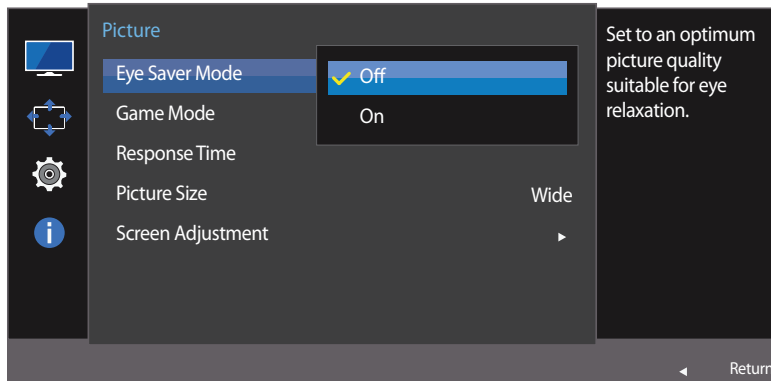 Picture
Eye Saver Mode
Off
Game Mode
On
Response Time
Picture Size
Wide
Screen Adjustment
Set to an optimum
picture quality
suitable for eye
relaxation.
Return